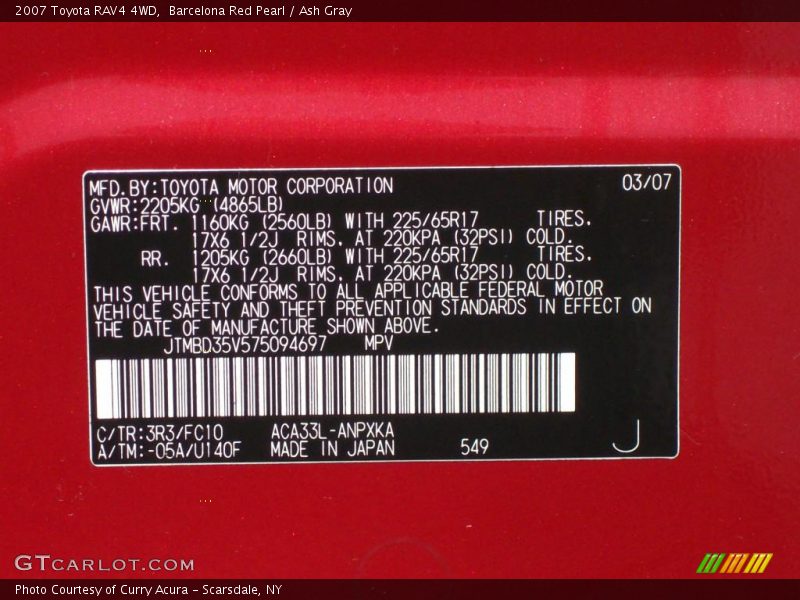 2007 Toyota RAV4 4WD,  Barcelona Red Pearl / Ash Gray
MFD.BY:TOYOTA MOTOR CORPORATION 03/07
GVWR:2205KG (4865LB)
GAWR:FRT. 1160KG (2560LB) WITH 225/65R17 TIRES.
17X6 1/2J RIMS. AT 220KPA (32PSI) COLD.
RR. 1205KG (2660LB) WITH 225/65R17 TIRES.
17X6 1/2J RIMS. AT 220KPA (32PSI) COLD.
THIS VEHICLE CONFORMS TO ALL APPLICABLE FEDERAL MOTOR
VEHICLE SAFETY AND THEFT PREVENTION STANDARDS IN EFFECT ON
THE DATE OF MANUFACTURE SHOWN ABOVE.
JTMBD35V575094697 MPV
C/TR:3R3/FC10 ACA33L-ANPXKA
A/TM:-05A/U140F MADE IN JAPAN 549 J
GTCARLOT.COM
Photo Courtesy of Curry Acura - Scarsdale, NY